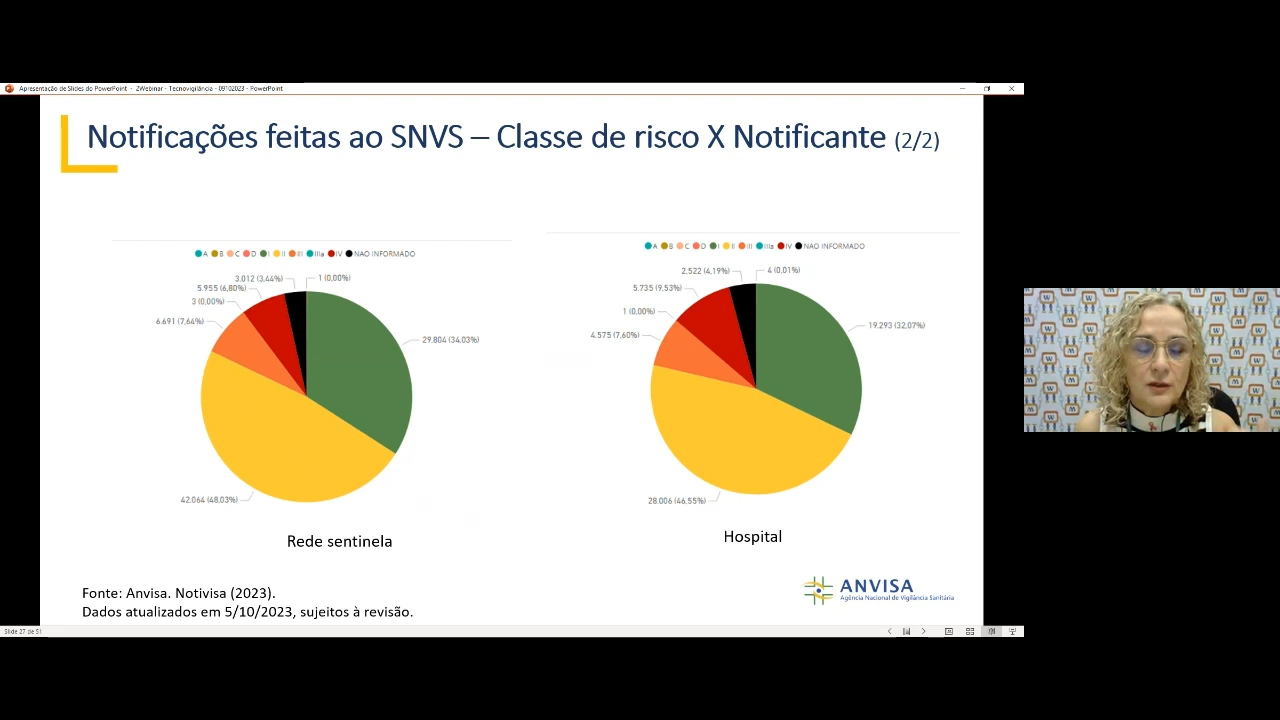 Apresentação de Slides do PowerPoint - 2Webinar - Tecnovigilância - 09102023 - PowerPoint
Notificações feitas ao SNVS – Classe de risco X Notificante (2/2)
A B C D I II III IIIa IV NAO INFORMADO
3.012 (3,44%)
1 (0,00%)
5.955 (6,80%)
3 (0,00%)
6.691 (7,64%)
29.804 (34,03%)
42.064 (48,03%)
Rede sentinela
A B C D I II III IIIa IV NAO INFORMADO
2.522 (4,19%)
4 (0,01%)
5.735 (9,53%)
1 (0,00%)
4.575 (7,60%)
19.293 (32,07%)
28.006 (46,55%)
Hospital
Fonte: Anvisa. Notivisa (2023).
Dados atualizados em 5/10/2023, sujeitos à revisão.
ANVISA
Agência Nacional de Vigilância Sanitária
Slide 27 de 51